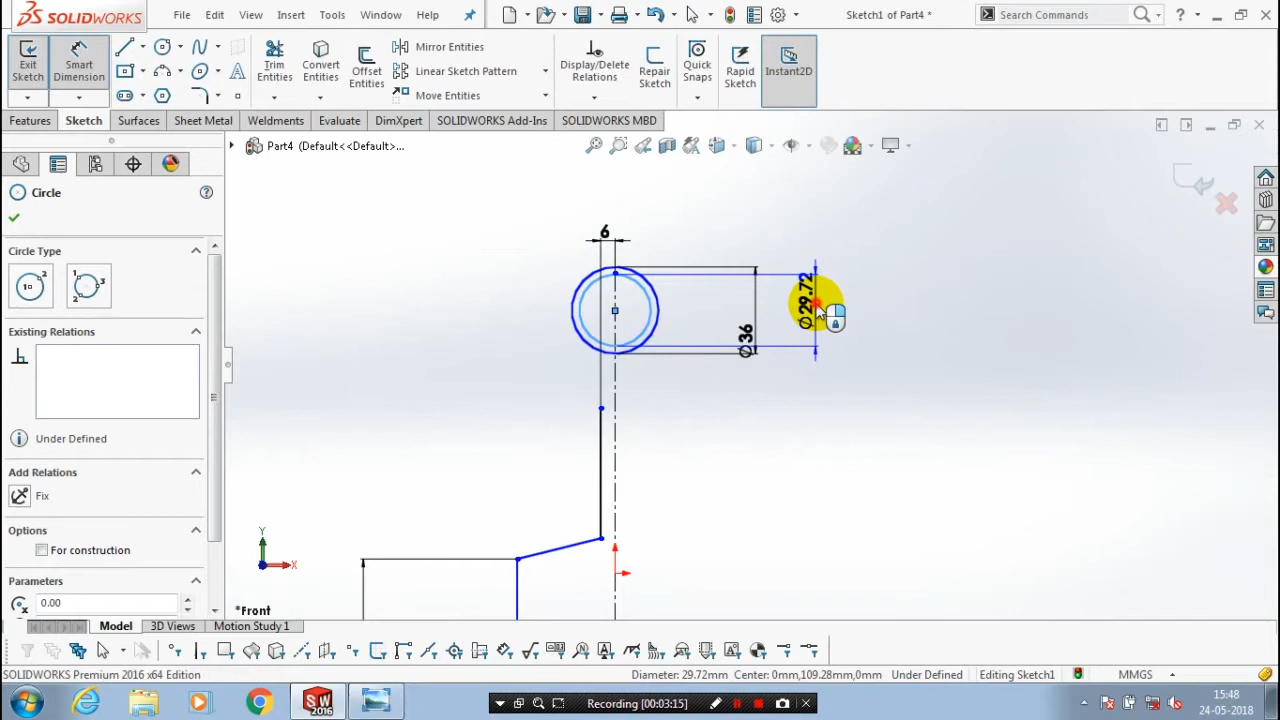 SOLIDWORKS File Edit View Insert Tools Window Help Sketch1 of Part4 * Search Commands ?
Exit Sketch Smart Dimension Trim Entities Convert Entities Offset Entities Mirror Entities Linear Sketch Pattern Move Entities Display/Delete Relations Repair Sketch Quick Snaps Rapid Sketch Instant2D
Features Sketch Surfaces Sheet Metal Weldments Evaluate DimXpert SOLIDWORKS Add-Ins SOLIDWORKS MBD
Part4 (Default<<Default>...
Circle
Circle Type
Existing Relations
Under Defined
Add Relations
Fix
Options
For construction
Parameters
0.00
6
∅36
∅29.72
Y
X
*Front
Model 3D Views Motion Study 1
SOLIDWORKS Premium 2016 x64 Edition Diameter: 29.72mm Center: 0mm,109.28mm,0mm Under Defined Editing Sketch1 MMGS
SW 2016
Recording [00:03:15]
15:48
24-05-2018